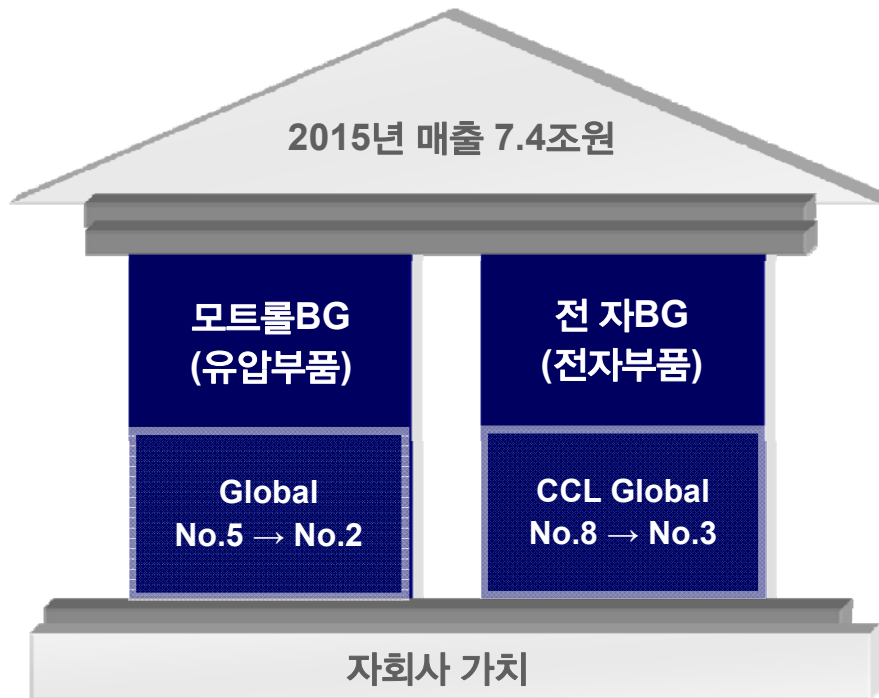 2015년 매출 7.4조원
모트롤BG
(유압부품)
전 자BG
(전자부품)
Global
No.5 → No.2
CCL Global
No.8 → No.3
자회사 가치